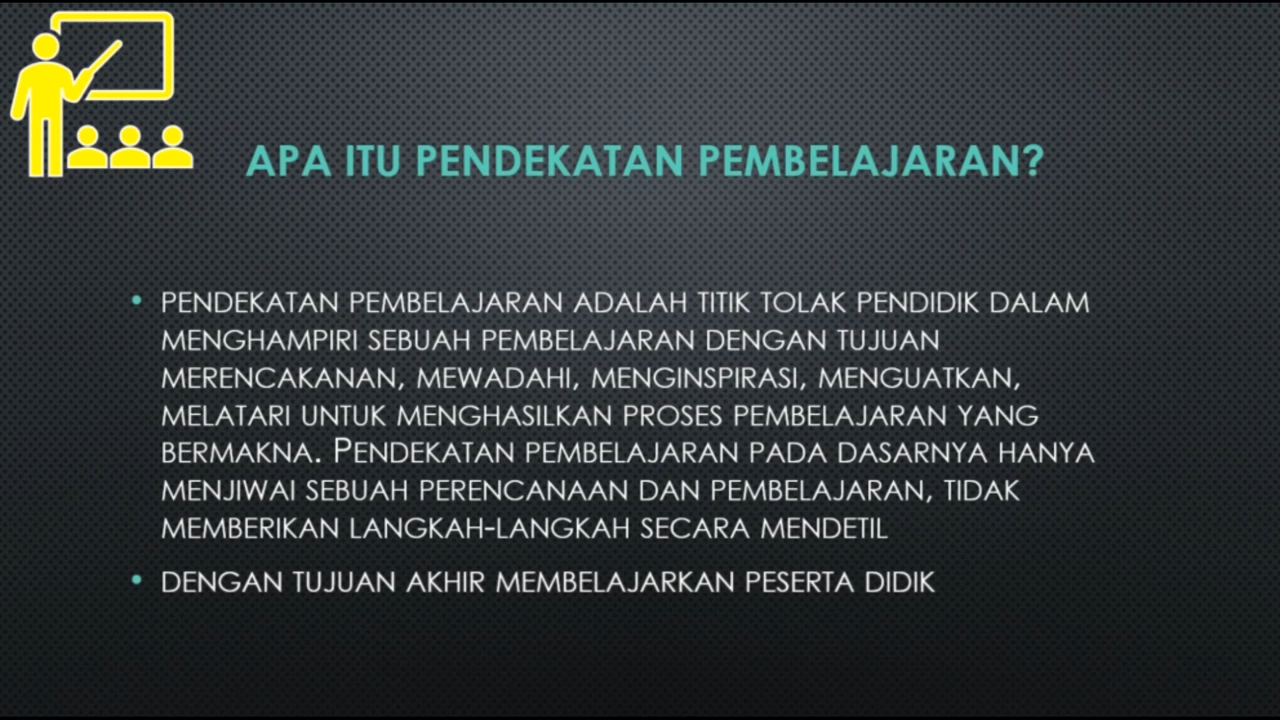 APA ITU PENDEKATAN PEMBELAJARAN?
• PENDEKATAN PEMBELAJARAN ADALAH TITIK TOLAK PENDIDIK DALAM
MENGHAMPIRI SEBUAH PEMBELAJARAN DENGAN TUJUAN
MERENCAKANAN, MEWADAHI, MENGINSPIRASI, MENGUATKAN,
MELATARI UNTUK MENGHASILKAN PROSES PEMBELAJARAN YANG
BERMAKNA. PENDEKATAN PEMBELAJARAN PADA DASARNYA HANYA
MENJIWAI SEBUAH PERENCANAAN DAN PEMBELAJARAN, TIDAK
MEMBERIKAN LANGKAH-LANGKAH SECARA MENDETIL
• DENGAN TUJUAN AKHIR MEMBELAJARKAN PESERTA DIDIK